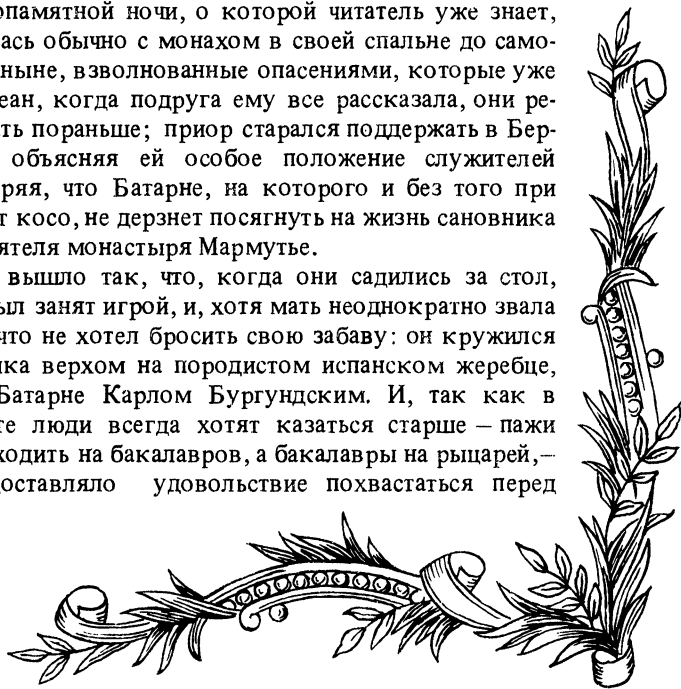 опамятной ночи, о которой читатель уже знает,
ась обычно с монахом в своей спальне до само-
ныне, взволнованные опасениями, которые уже
еан, когда подруга ему все рассказала, они ре-
ть пораньше; приор старался поддержать в Бер-
объясняя ей особое положение служителей
ряя, что Батарне, на которого и без того при
т косо, не дерзнет посягнуть на жизнь сановника
ятеля монастыря Мармутье.
вышло так, что, когда они садились за стол,
ыл занят игрой, и, хотя мать неоднократно звала
что не хотел бросить свою забаву: он кружился
ика верхом на породистом испанском жеребце,
Батарне Карлом Бургундским. И, так как в
те люди всегда хотят казаться старше – пажи
ходить на бакалавров, а бакалавры на рыцарей,–
доставляло удовольствие похвастаться перед